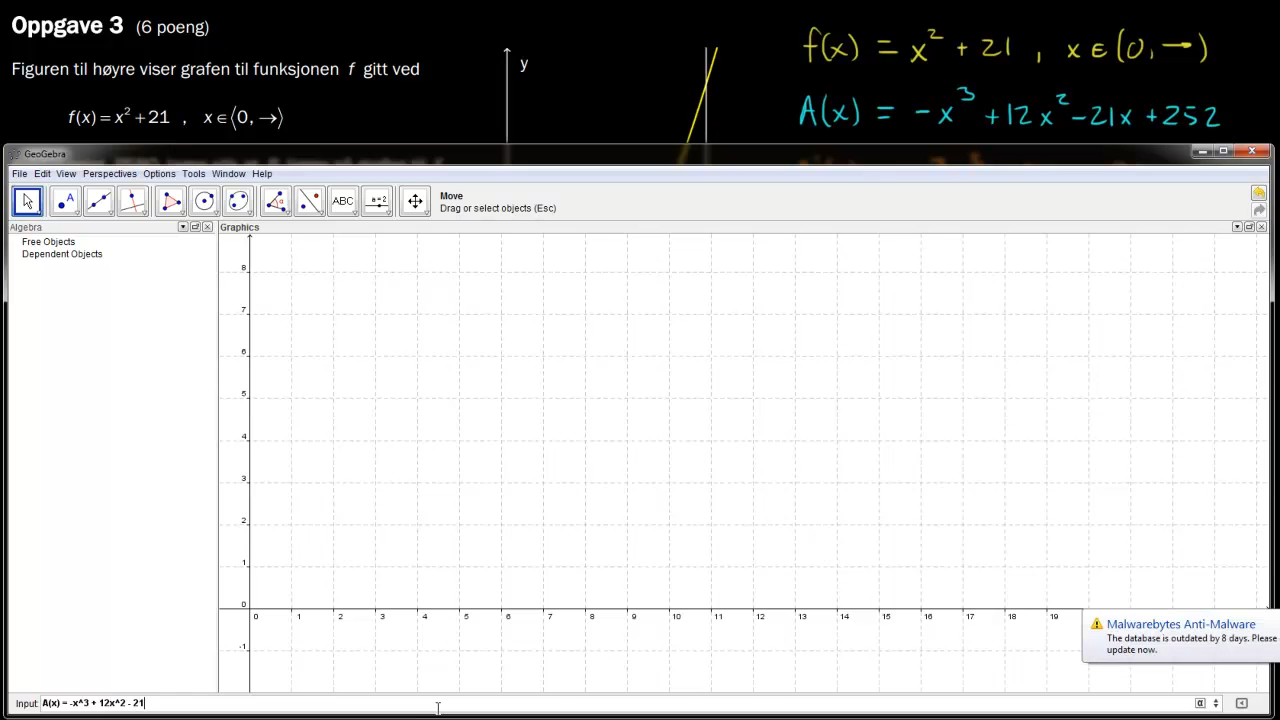 Oppgave 3 (6 poeng)
Figuren til høyre viser grafen til funksjonen f gitt ved
f(x) = x² + 21 , x ∈ ⟨0, →⟩
y
f(x) = x² + 21 , x ∈ (0, →)
A(x) = -x³ + 12x² - 21x + 252
GeoGebra
File Edit View Perspectives Options Tools Window Help
A
α
ABC
a=2
Move
Drag or select objects (Esc)
Algebra
Graphics
Free Objects
Dependent Objects
8
7
6
5
4
3
2
1
0
0 1 2 3 4 5 6 7 8 9 10 11 12 13 14 15 16 17 18 19
-1
Malwarebytes Anti-Malware
The database is outdated by 8 days. Please
update now.
Input: A(x) = -x^3 + 12x^2 - 21
α